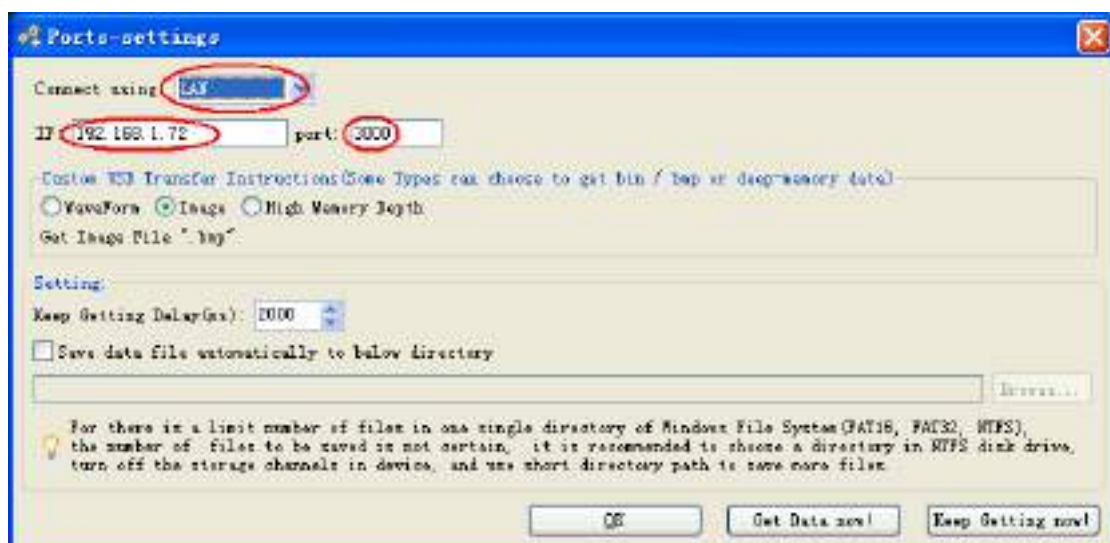 Ports-settings
Connect using: LAN
IP: 192.168.1.72 port: 3000
Custom USB Transfer Instructions(Some Types can choose to get bin / bmp or deep-memory data)
WaveForm Image High Memory Depth
Get Image File ".bmp"
Setting:
Keep Getting Delay(ms): 2000
Save data file automatically to below directory
Browse...
For there is a limit number of files in one single directory of Windows File System(FAT16, FAT32, NTFS),
the number of files to be saved is not certain, it is recommended to choose a directory in NTFS disk drive,
turn off the storage channels in device, and use short directory path to save more files.
OK Get Data now! Keep Getting now!